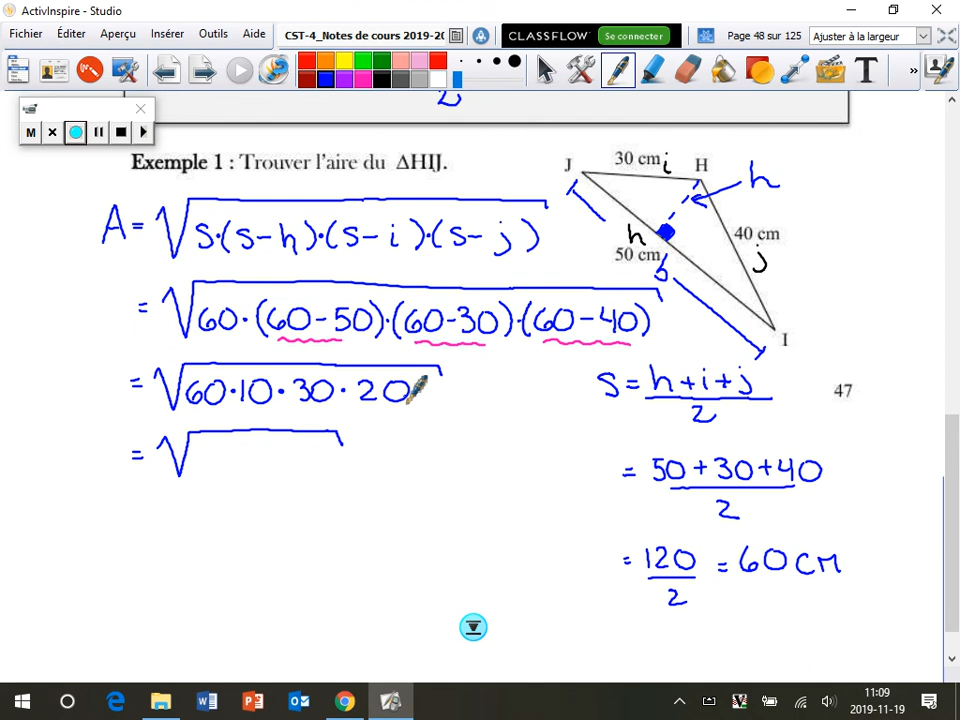 ActivInspire - Studio
Fichier Éditer Aperçu Insérer Outils Aide CST-4_Notes de cours 2019-20 CLASSFLOW Se connecter Page 48 sur 125 Ajuster à la largeur
T »
M
2
Exemple 1 : Trouver l'aire du ΔHIJ.
J 30 cm i H h
A = √S·(S-h)·(S-i)·(S-j)
h 40 cm
50 cm b j
= √60·(60-50)·(60-30)·(60-40)
I
= √60·10·30·20
S = h+i+j
2
47
= √
= 50+30+40
2
= 120 = 60 cm
2
11:09
2019-11-19